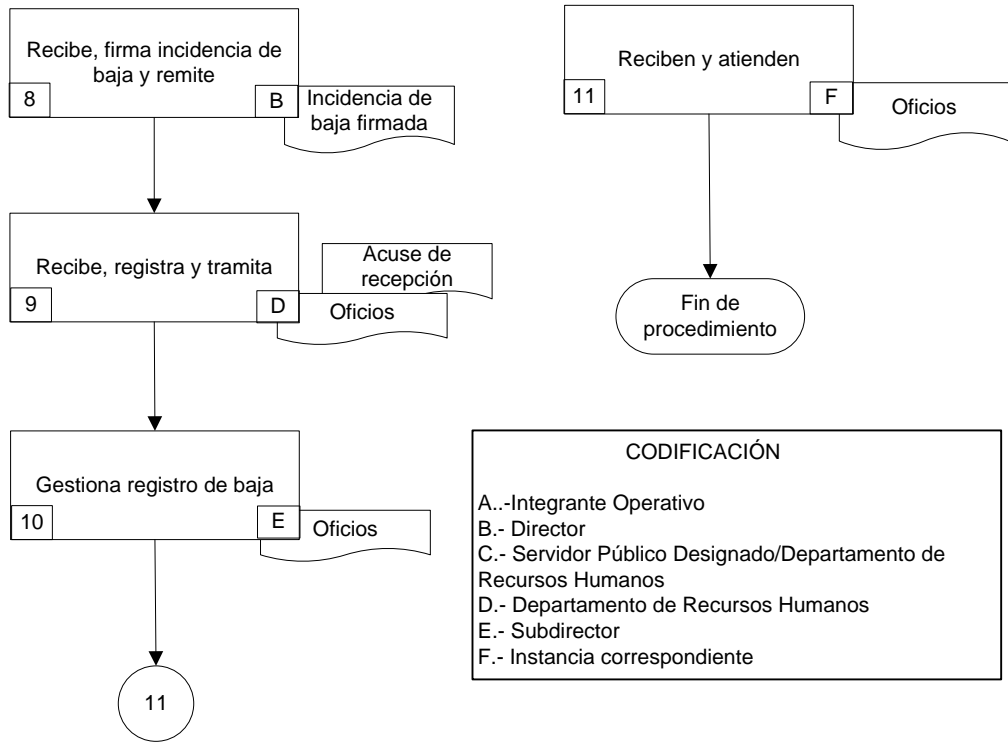 Recibe, firma incidencia de
baja y remite
8
B
Incidencia de
baja firmada
Recibe, registra y tramita
9
D
Acuse de
recepción
Oficios
Gestiona registro de baja
10
E
Oficios
11
Reciben y atienden
11
F
Oficios
Fin de
procedimiento
CODIFICACIÓN
A..-Integrante Operativo
B.- Director
C.- Servidor Público Designado/Departamento de
Recursos Humanos
D.- Departamento de Recursos Humanos
E.- Subdirector
F.- Instancia correspondiente